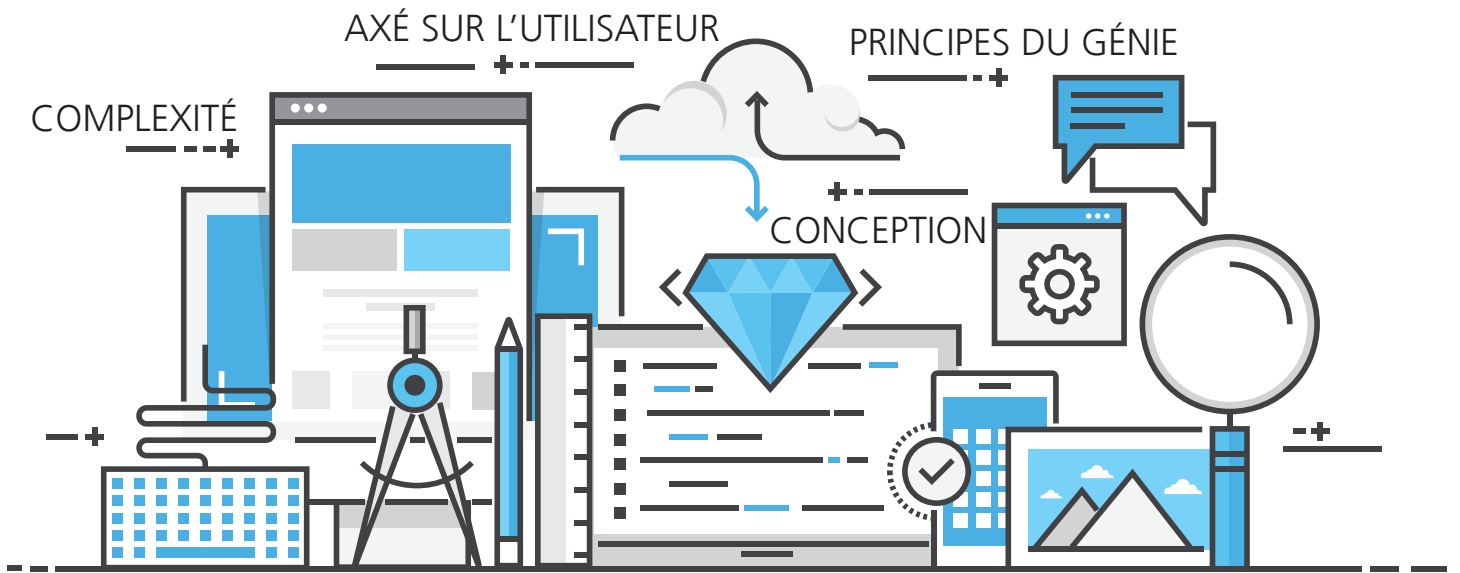 AXÉ SUR L'UTILISATEUR
PRINCIPES DU GÉNIE
COMPLEXITÉ
CONCEPTION